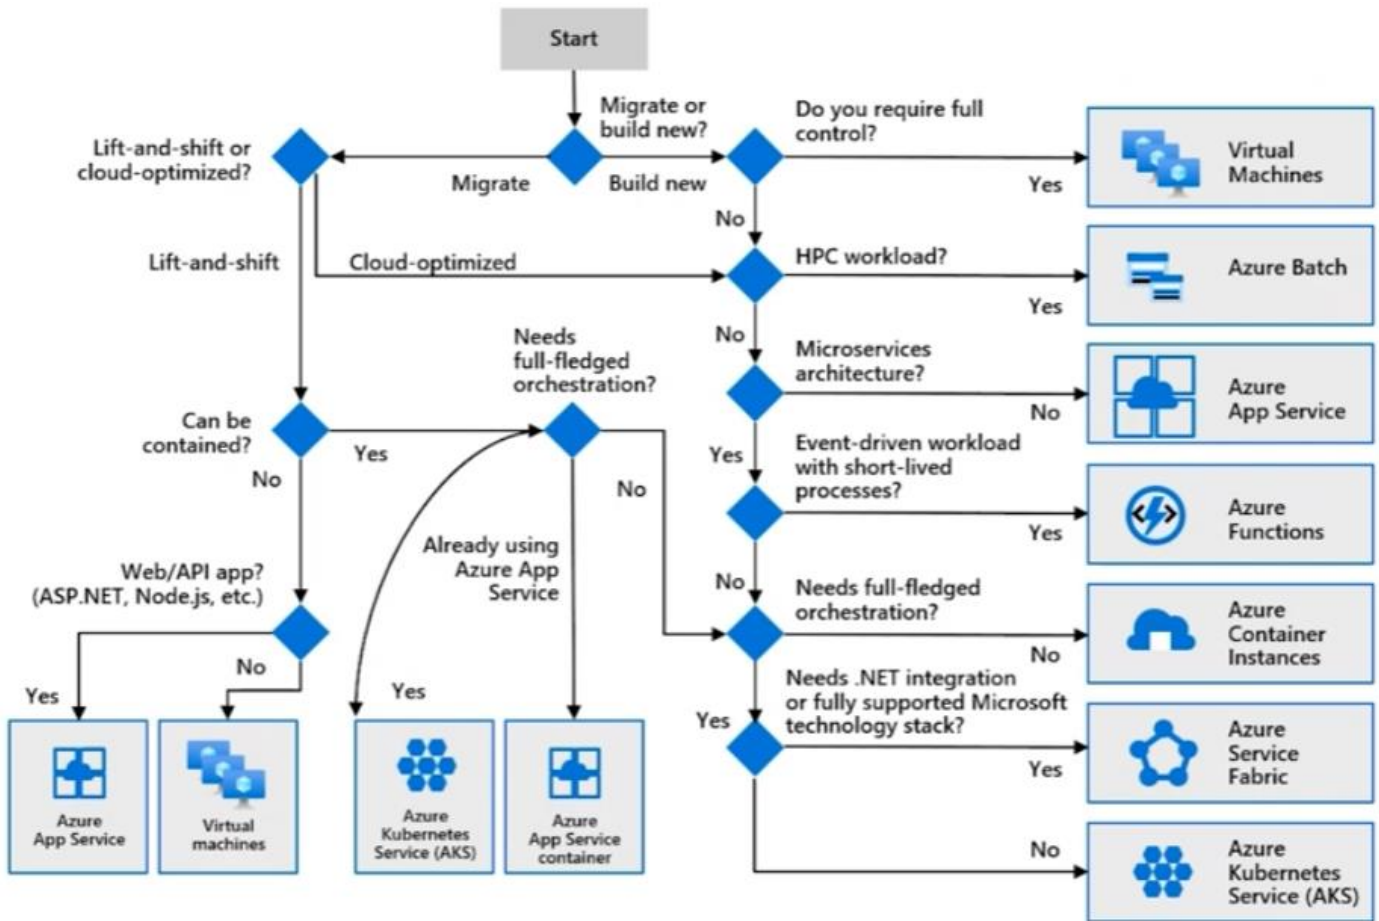 Start
Migrate or
build new?
Do you require full
control?
Lift-and-shift or
cloud-optimized?
Migrate
Build new
Yes
Virtual
Machines
No
Lift-and-shift
Cloud-optimized
HPC workload?
Yes
Azure Batch
No
Needs
full-fledged
orchestration?
Microservices
architecture?
No
Azure
App Service
Can be
contained?
Yes
No
No
Yes
Event-driven workload
with short-lived
processes?
Yes
Azure
Functions
Already using
Azure App
Service
Web/API app?
(ASP.NET, Node.js, etc.)
No
Needs full-fledged
orchestration?
No
Azure
Container
Instances
No
Yes
Yes
Yes
Needs .NET integration
or fully supported Microsoft
technology stack?
Yes
Azure
Service
Fabric
Azure
App Service
Virtual
machines
Azure
Kubernetes
Service (AKS)
Azure
App Service
container
No
Azure
Kubernetes
Service (AKS)